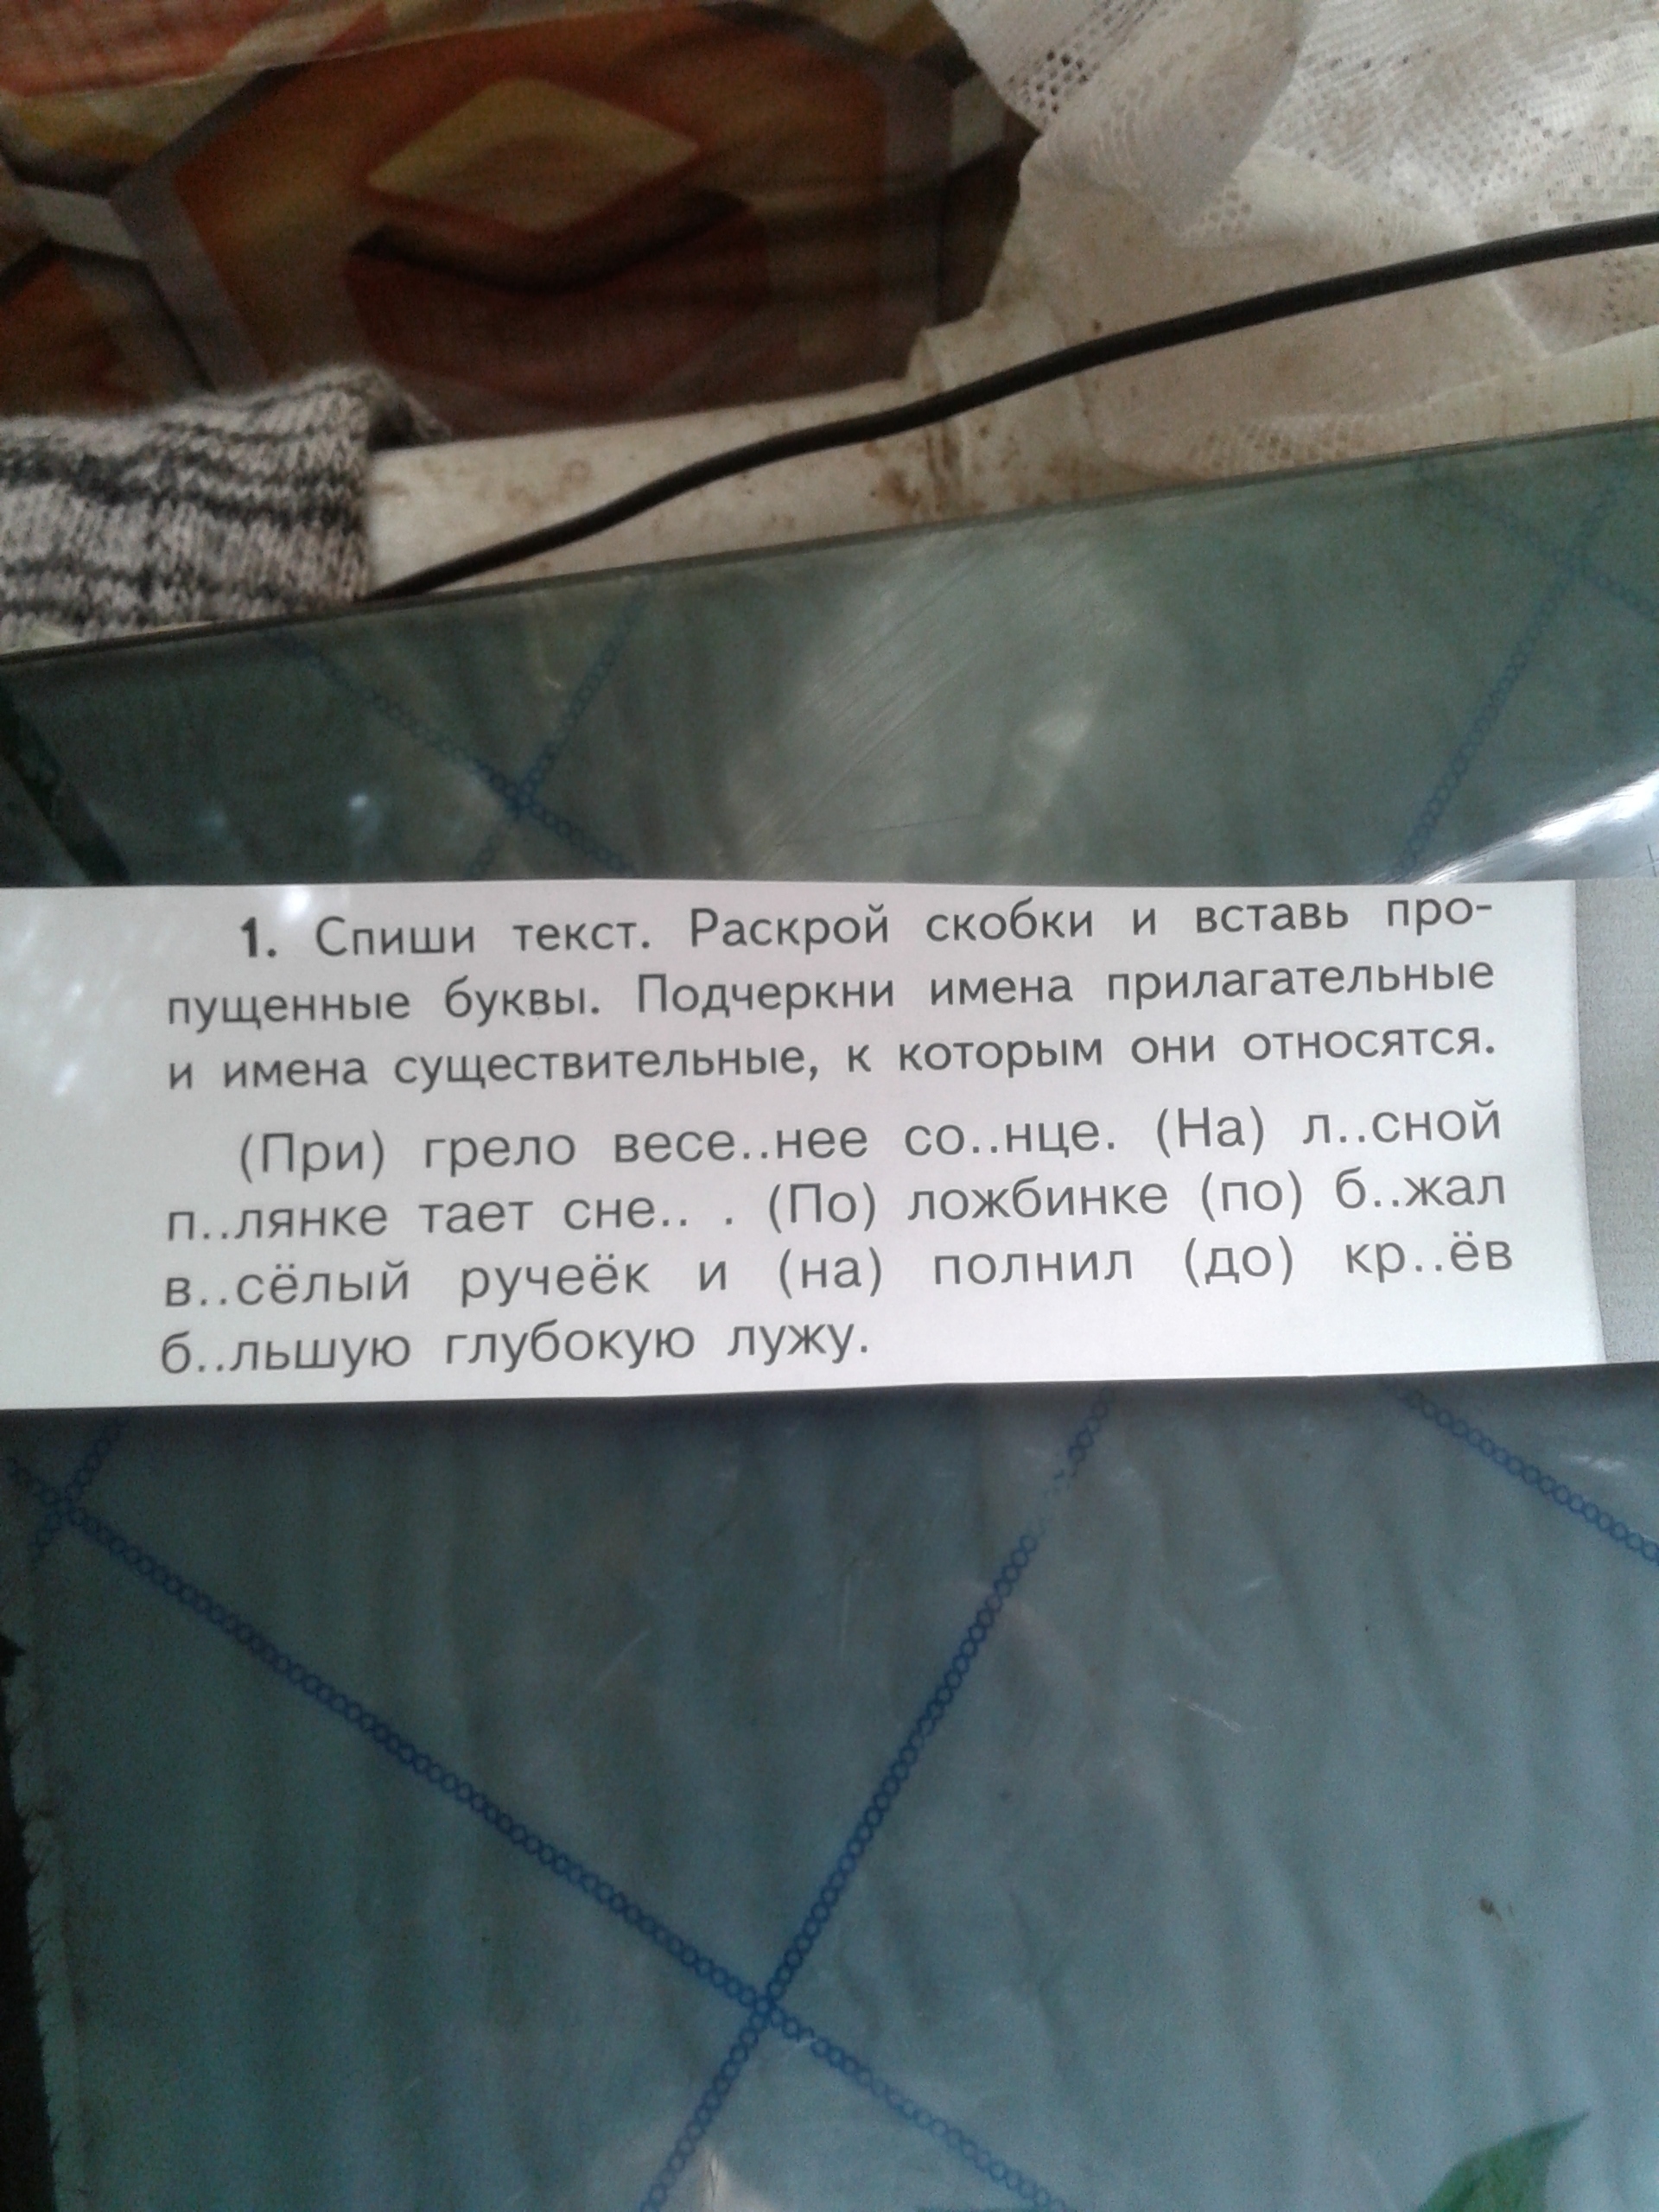 1. Спиши текст. Раскрой скобки и вставь про-
пущенные буквы. Подчеркни имена прилагательные
и имена существительные, к которым они относятся.
(При) грело весе..нее со..нце. (На) л..сной
п..лянке тает сне.. . (По) ложбинке (по) б..жал
в..сёлый ручеёк и (на) полнил (до) кр..ёв
б..льшую глубокую лужу.